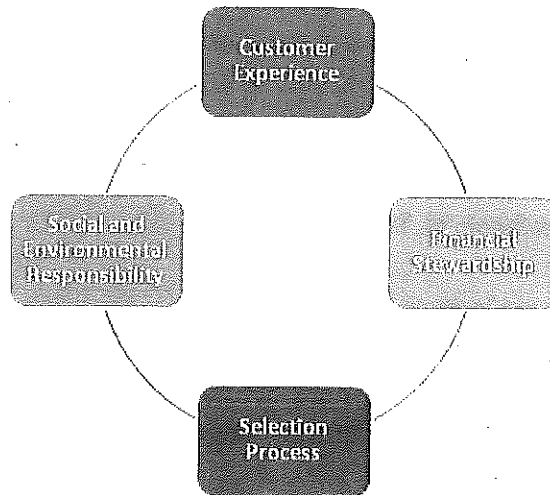 Customer
Experience
Social and
Environmental
Responsibility
Financial
Stewardship
Selection
Process